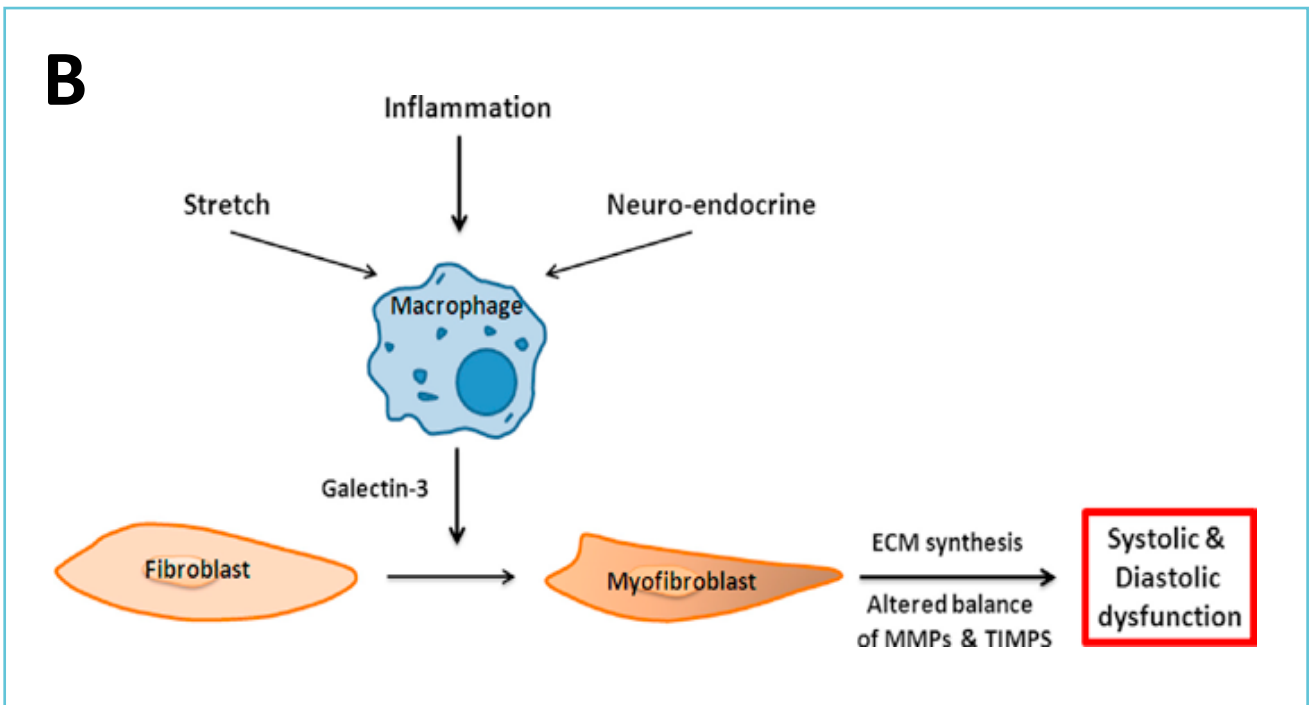 B
Inflammation
Stretch
Neuro-endocrine
Macrophage
Galectin-3
Fibroblast
Myofibroblast
ECM synthesis
Altered balance
of MMPs & TIMPS
Systolic &
Diastolic
dysfunction